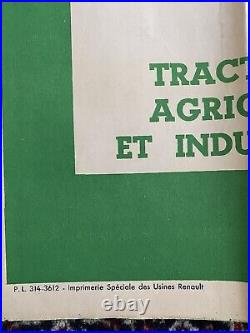 TRACT
AGRIC
ET INDU
P. L. 314-3612 - Imprimerie Spéciale des Usines Renault